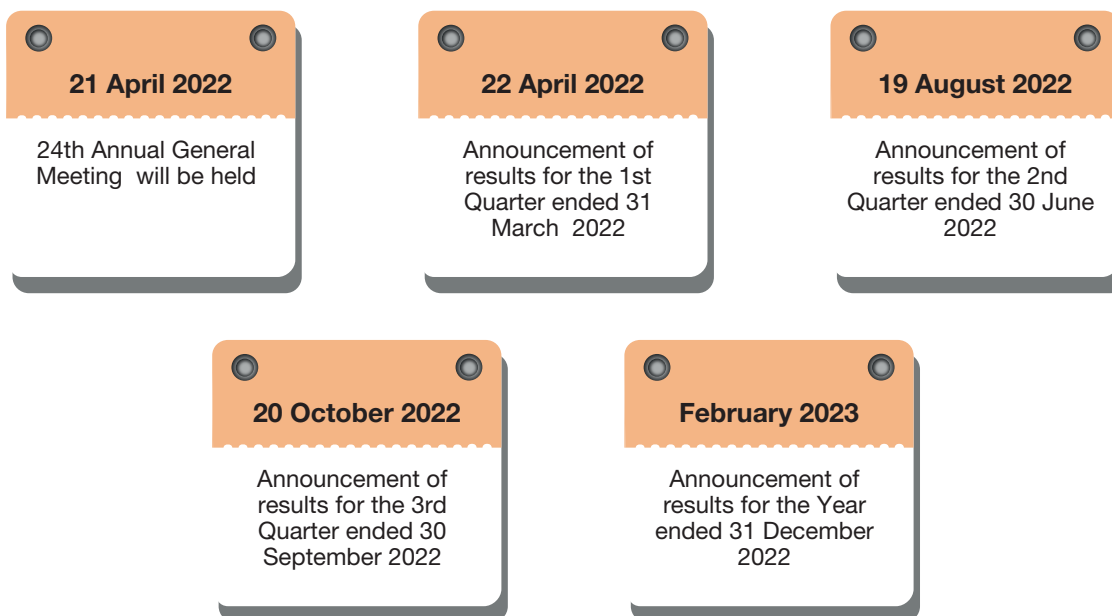 21 April 2022
24th Annual General
Meeting  will be held
22 April 2022
Announcement of
results for the 1st
Quarter ended 31
March  2022
19 August 2022
Announcement of
results for the 2nd
Quarter ended 30 June
2022
20 October 2022
Announcement of
results for the 3rd
Quarter ended 30
September 2022
February 2023
Announcement of
results for the Year
ended 31 December
2022